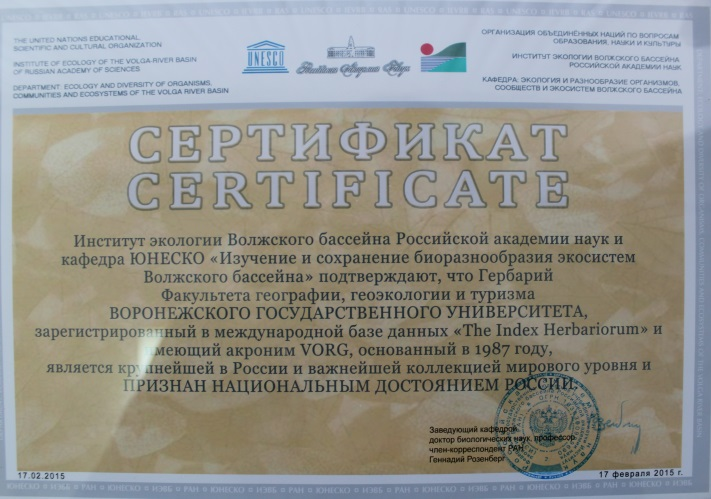 THE UNITED NATIONS EDUCATIONAL,
SCIENTIFIC AND CULTURAL ORGANIZATION
INSTITUTE OF ECOLOGY OF THE VOLGA-RIVER BASIN
OF RUSSIAN ACADEMY OF SCIENCES
DEPARTMENT: ECOLOGY AND DIVERSITY OF ORGANISMS,
COMMUNITIES AND ECOSYSTEMS OF THE VOLGA RIVER BASIN
UNESCO
ОРГАНИЗАЦИЯ ОБЪЕДИНЁННЫХ НАЦИЙ ПО ВОПРОСАМ
ОБРАЗОВАНИЯ, НАУКИ И КУЛЬТУРЫ
ИНСТИТУТ ЭКОЛОГИИ ВОЛЖСКОГО БАССЕЙНА
РОССИЙСКОЙ АКАДЕМИИ НАУК
КАФЕДРА: ЭКОЛОГИЯ И РАЗНООБРАЗИЕ ОРГАНИЗМОВ,
СООБЩЕСТВ И ЭКОСИСТЕМ ВОЛЖСКОГО БАССЕЙНА
СЕРТИФИКАТ
CERTIFICATE
Институт экологии Волжского бассейна Российской академии наук и
кафедра ЮНЕСКО «Изучение и сохранение биоразнообразия экосистем
Волжского бассейна» подтверждают, что Гербарий
Факультета географии, геоэкологии и туризма
ВОРОНЕЖСКОГО ГОСУДАРСТВЕННОГО УНИВЕРСИТЕТА,
зарегистрированный в международной базе данных «The Index Herbariorum» и
имеющий акроним VORG, основанный в 1987 году,
является крупнейшей в России и важнейшей коллекцией мирового уровня и
ПРИЗНАН НАЦИОНАЛЬНЫМ ДОСТОЯНИЕМ РОССИИ.
Заведующий кафедрой,
доктор биологических наук, профессор,
член-корреспондент РАН
Геннадий Розенберг
17.02.2015
17 февраля 2015 г.